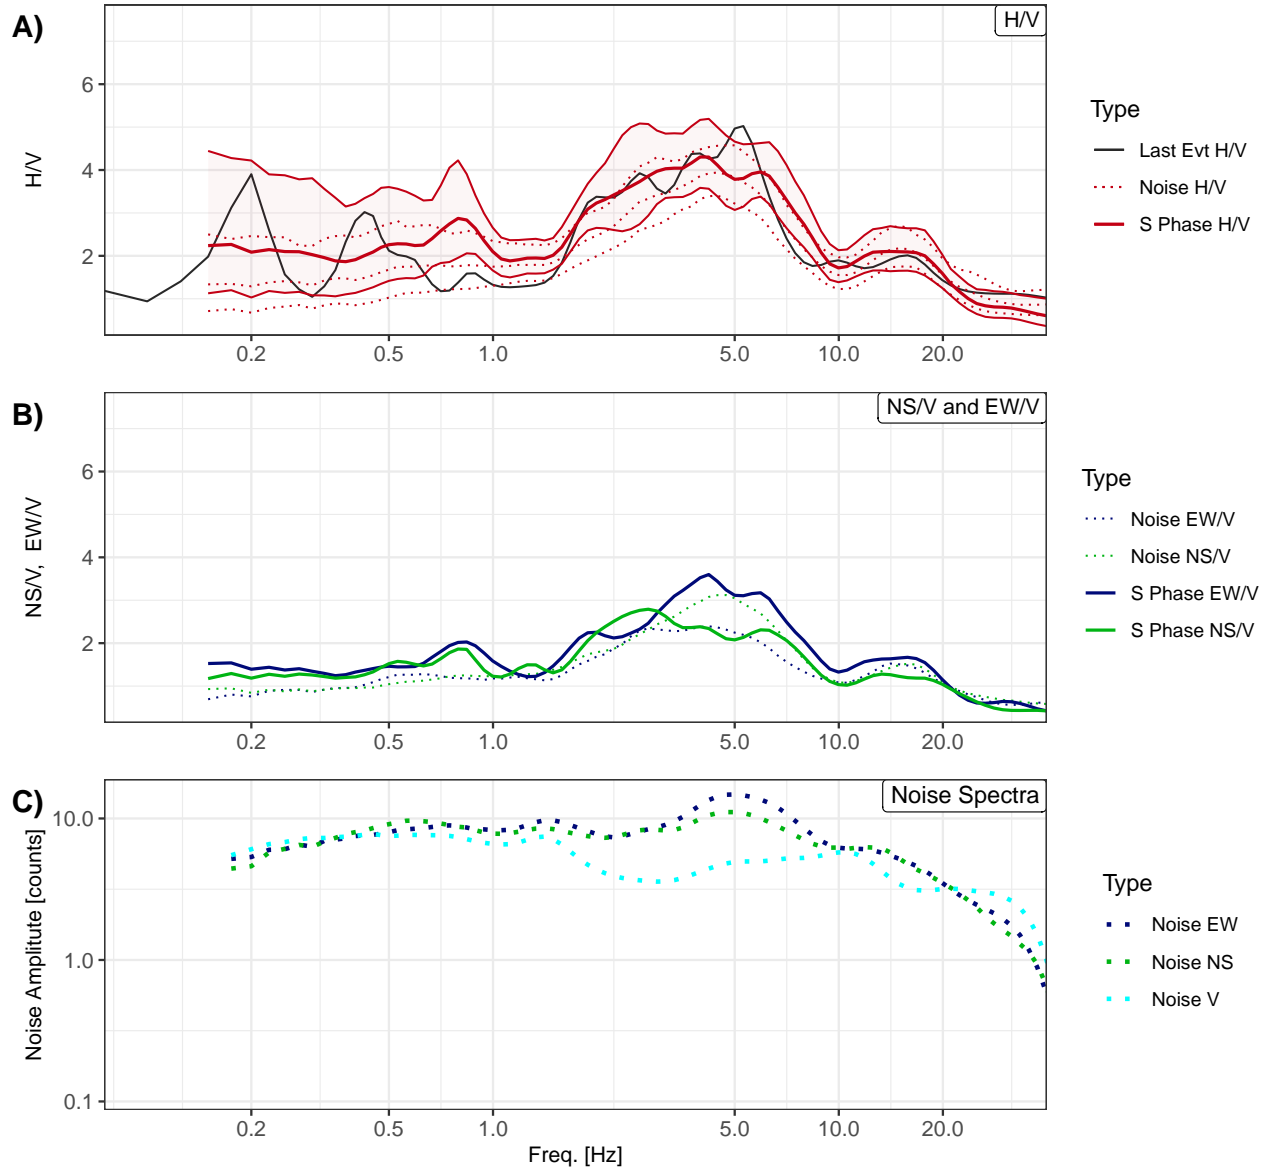 A)
H/V
6
4
2
H/V
0.2 0.5 1.0 5.0 10.0 20.0
Type
Last Evt H/V
Noise H/V
S Phase H/V
B)
NS/V and EW/V
6
4
2
NS/V, EW/V
0.2 0.5 1.0 5.0 10.0 20.0
Type
Noise EW/V
Noise NS/V
S Phase EW/V
S Phase NS/V
C)
Noise Spectra
10.0
1.0
0.1
Noise Amplitude [counts]
0.2 0.5 1.0 5.0 10.0 20.0
Freq. [Hz]
Type
Noise EW
Noise NS
Noise V